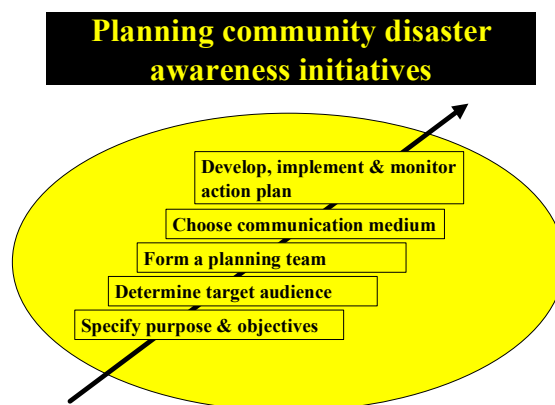 Planning community disaster
awareness initiatives
Develop, implement & monitor
action plan
Choose communication medium
Form a planning team
Determine target audience
Specify purpose & objectives